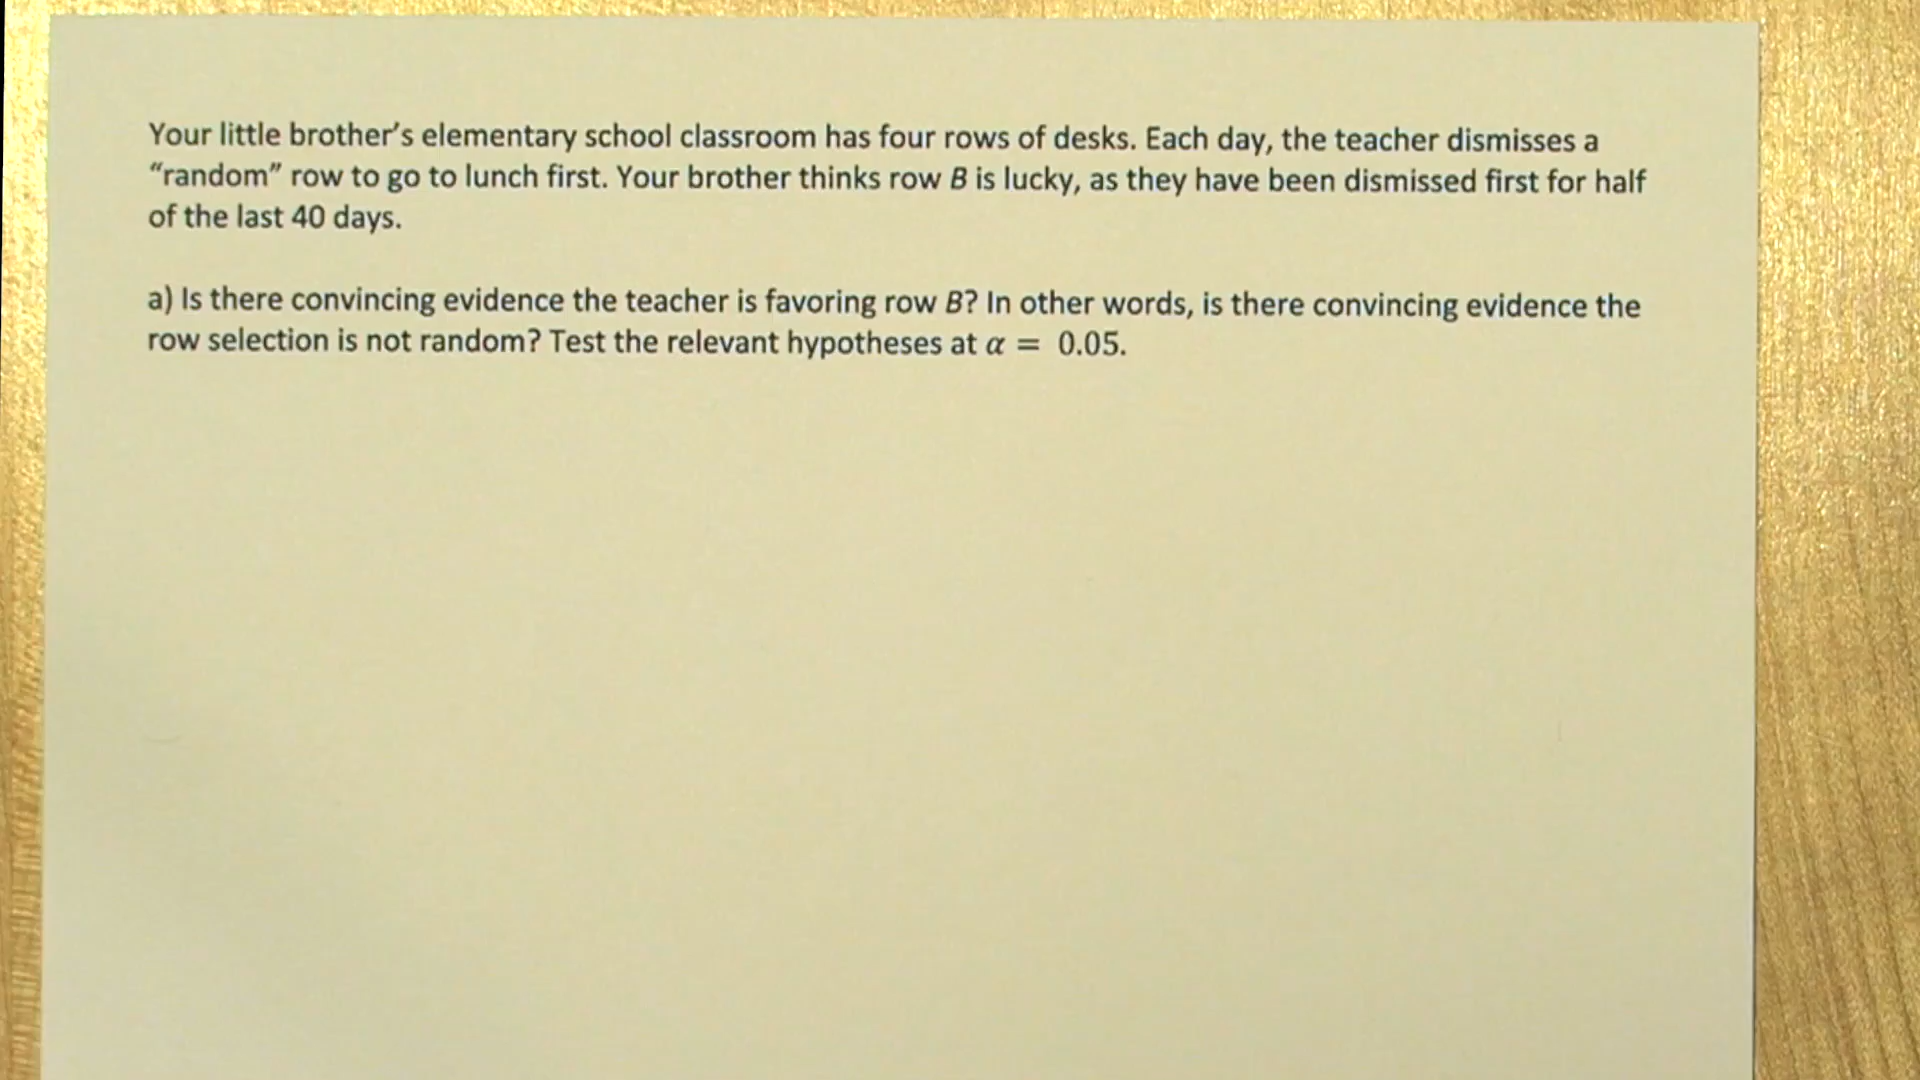 Your little brother’s elementary school classroom has four rows of desks. Each day, the teacher dismisses a
“random” row to go to lunch first. Your brother thinks row B is lucky, as they have been dismissed first for half
of the last 40 days.
a) Is there convincing evidence the teacher is favoring row B? In other words, is there convincing evidence the
row selection is not random? Test the relevant hypotheses at α = 0.05.